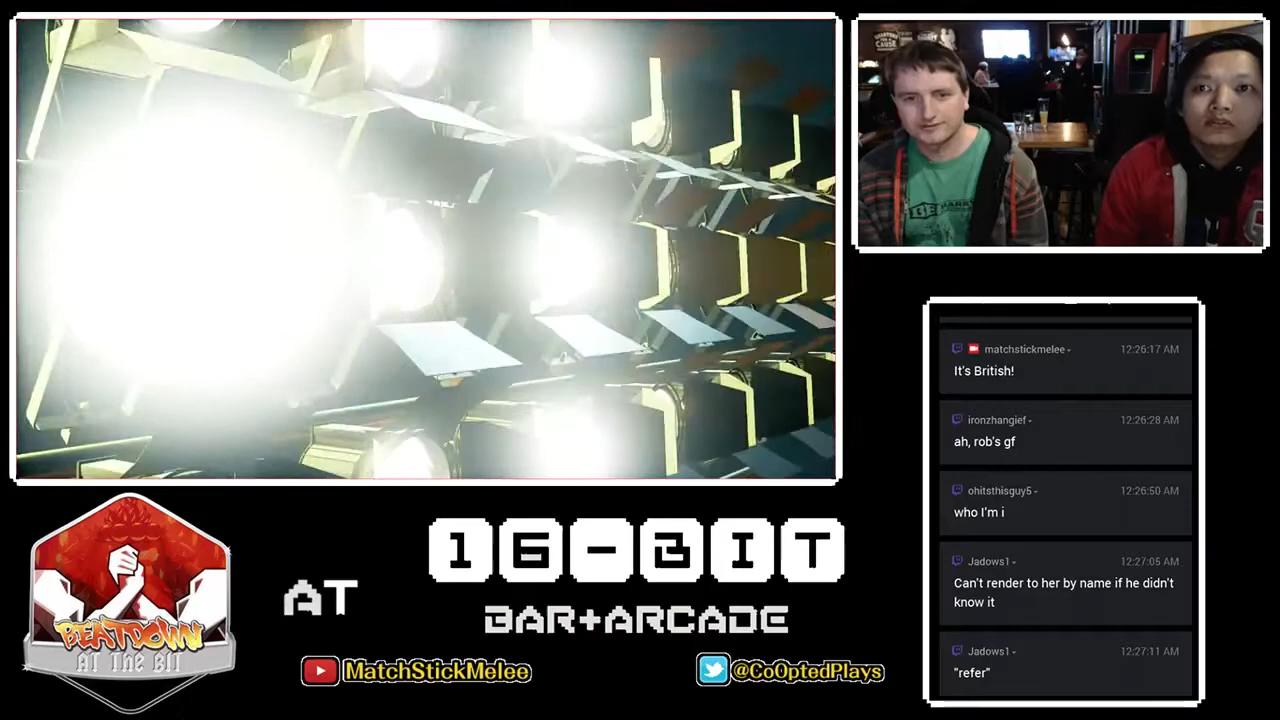 matchstickmelee 12:26:17 AM
It's British!
ironzhangief 12:26:28 AM
ah, rob's gf
ohitsthisguy5 12:26:50 AM
who I'm i
Jadows1 12:27:05 AM
Can't render to her by name if he didn't
know it
Jadows1 12:27:11 AM
"refer"
BEATDOWN
AT THE BIT
AT
16-BIT
BAR+ARCADE
MatchStickMelee
@CoOptedPlays